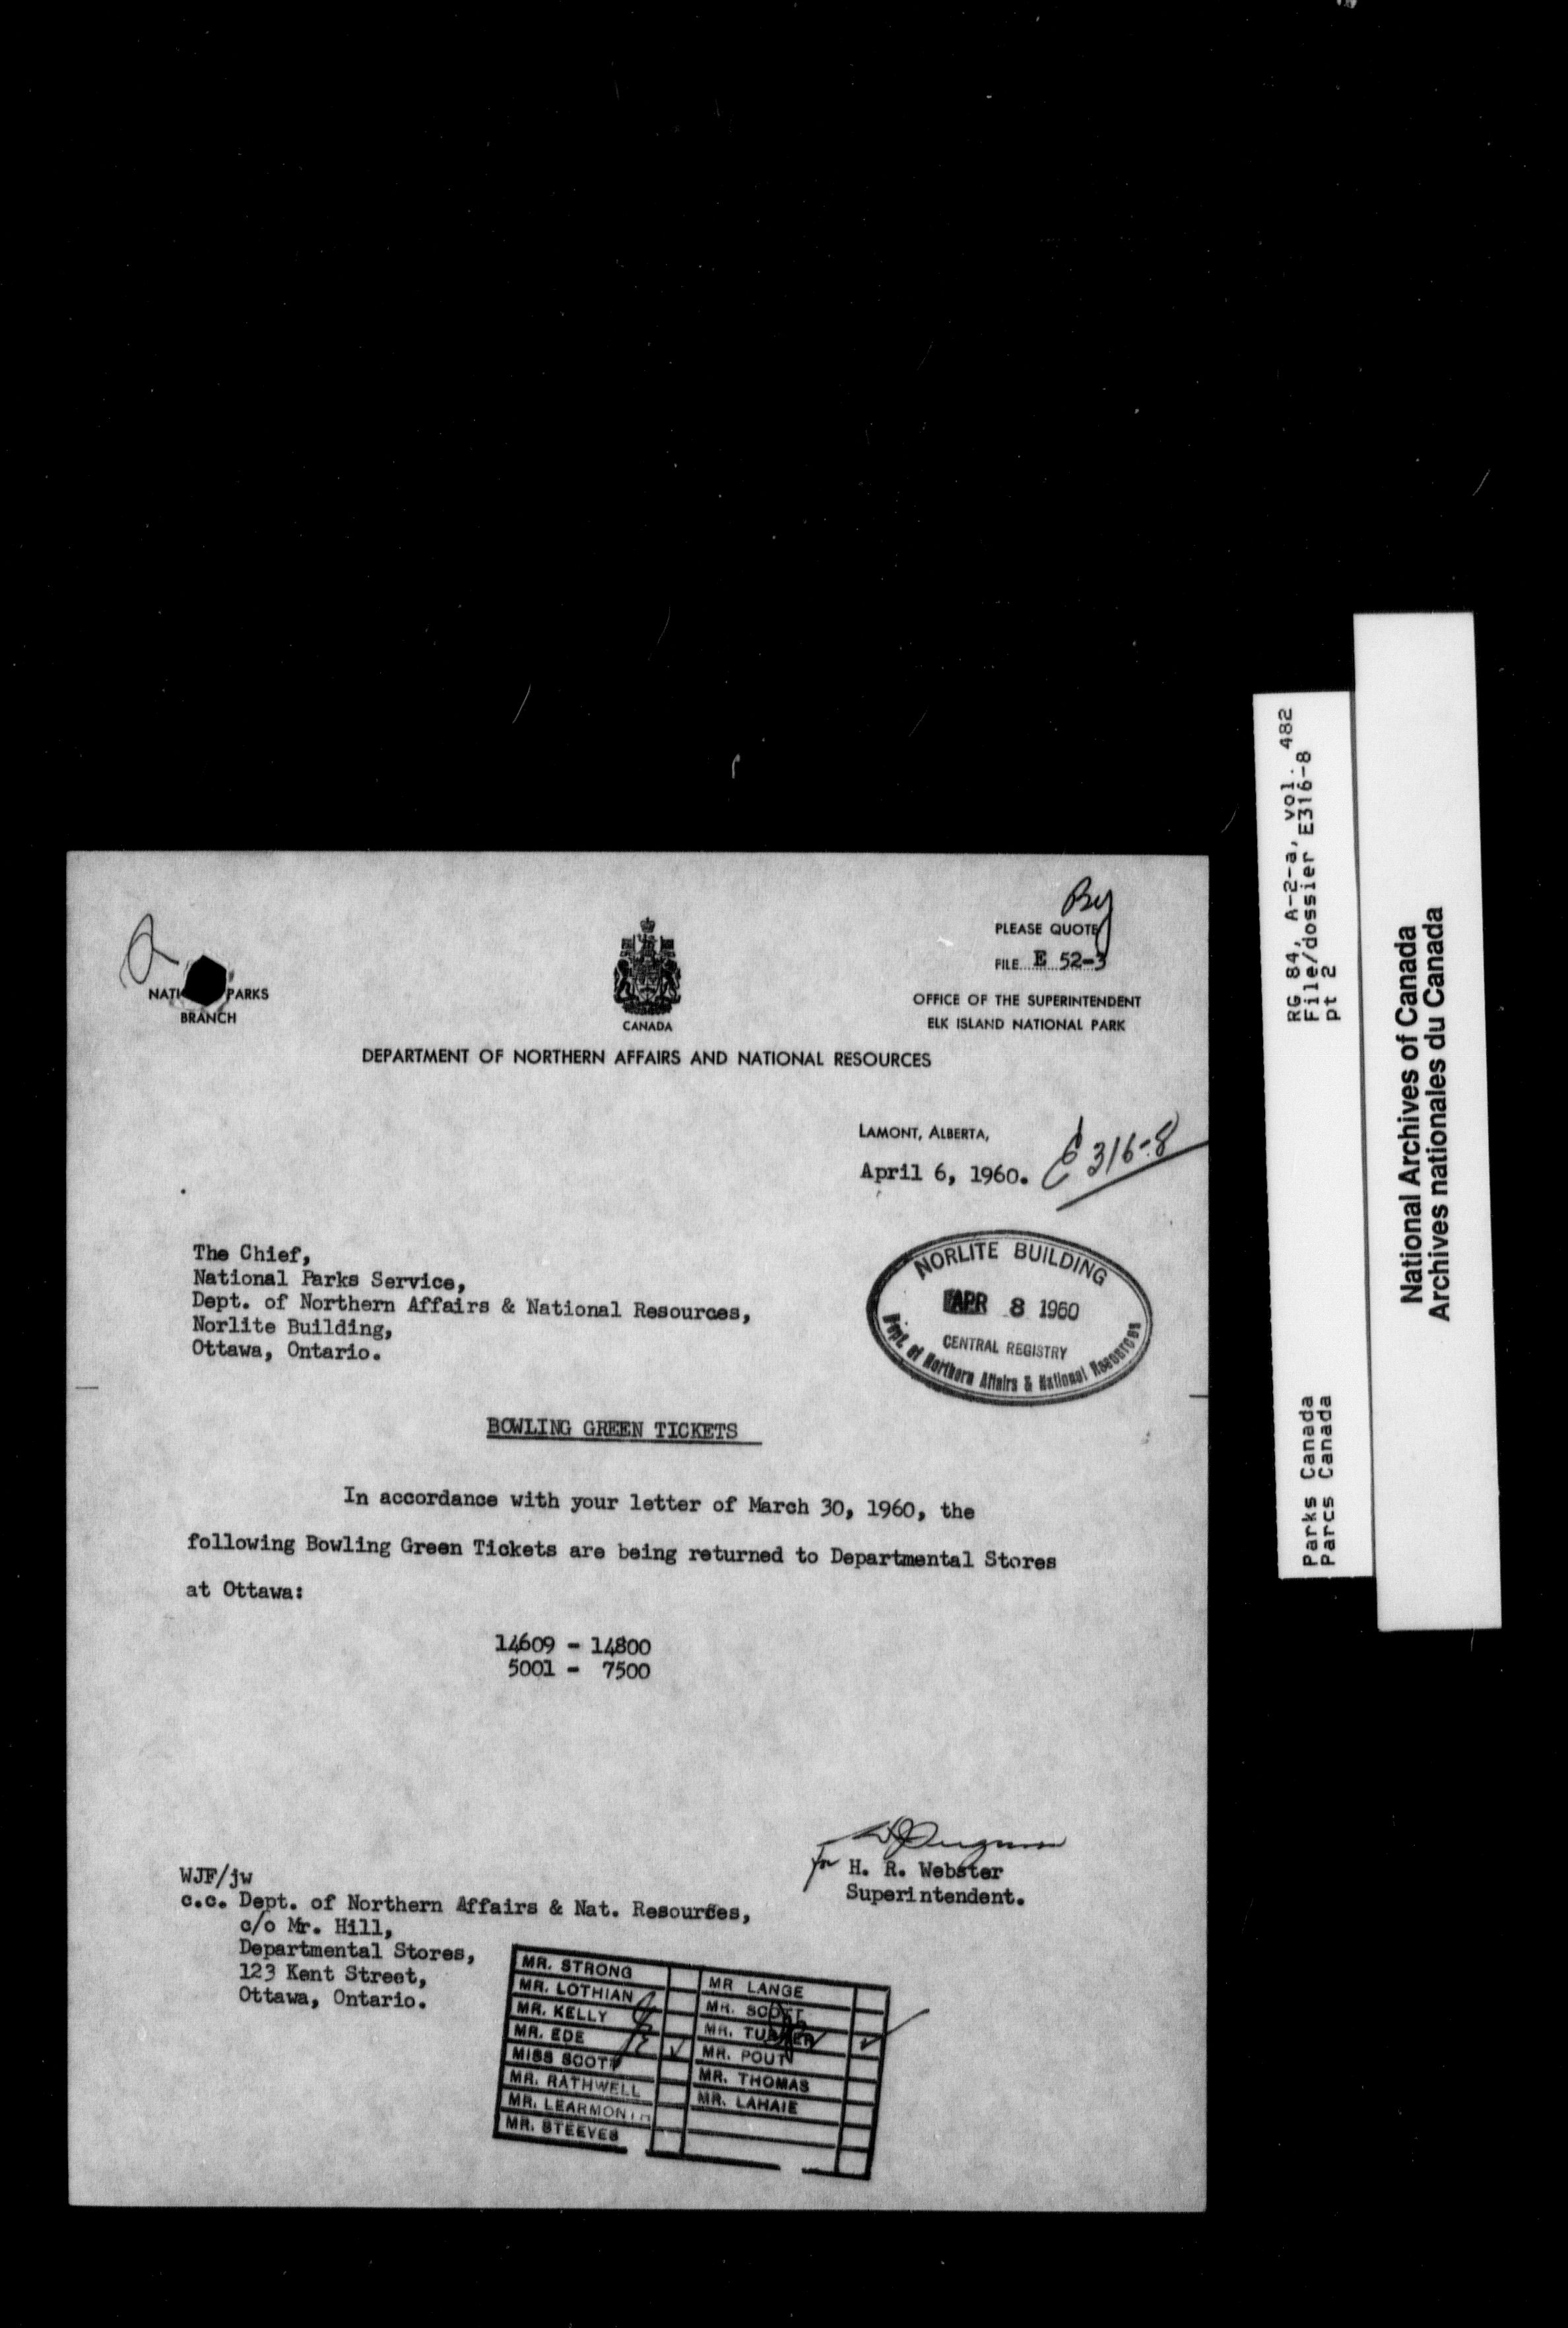 NATI PARKS
BRANCH
CANADA
PLEASE QUOTE
FILE E 52-3
OFFICE OF THE SUPERINTENDENT
ELK ISLAND NATIONAL PARK
DEPARTMENT OF NORTHERN AFFAIRS AND NATIONAL RESOURCES
LAMONT, ALBERTA,
April 6, 1960.
E 316-8
The Chief,
National Parks Service,
Dept. of Northern Affairs & National Resources,
Norlite Building,
Ottawa, Ontario.
NORLITE BUILDING
APR 8 1960
CENTRAL REGISTRY
Dept. of Northern Affairs & National Resources
BOWLING GREEN TICKETS
In accordance with your letter of March 30, 1960, the
following Bowling Green Tickets are being returned to Departmental Stores
at Ottawa:
14609 - 14800
5001 - 7500
for H. R. Webster
Superintendent.
WJF/jw
c.c. Dept. of Northern Affairs & Nat. Resources,
c/o Mr. Hill,
Departmental Stores,
123 Kent Street,
Ottawa, Ontario.
MR. STRONG
MR. LOTHIAN
MR. KELLY
MR. EDE
MISS SCOTT
MR. RATHWELL
MR. LEARMONTH
MR. STEEVES
MR LANGE
MR. SCOTT
MR. TURNER
MR. POUT
MR. THOMAS
MR. LAHAIE
RG 84, A-2-a, vol. 482
File/dossier E316-8
pt 2
Parks Canada
Parcs Canada
National Archives of Canada
Archives nationales du Canada